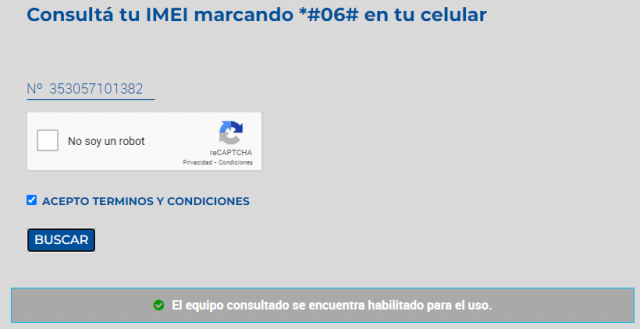 Consultá tu IMEI marcando *#06# en tu celular
Nº 353057101382
No soy un robot
reCAPTCHA
Privacidad - Condiciones
ACEPTO TERMINOS Y CONDICIONES
BUSCAR
El equipo consultado se encuentra habilitado para el uso.